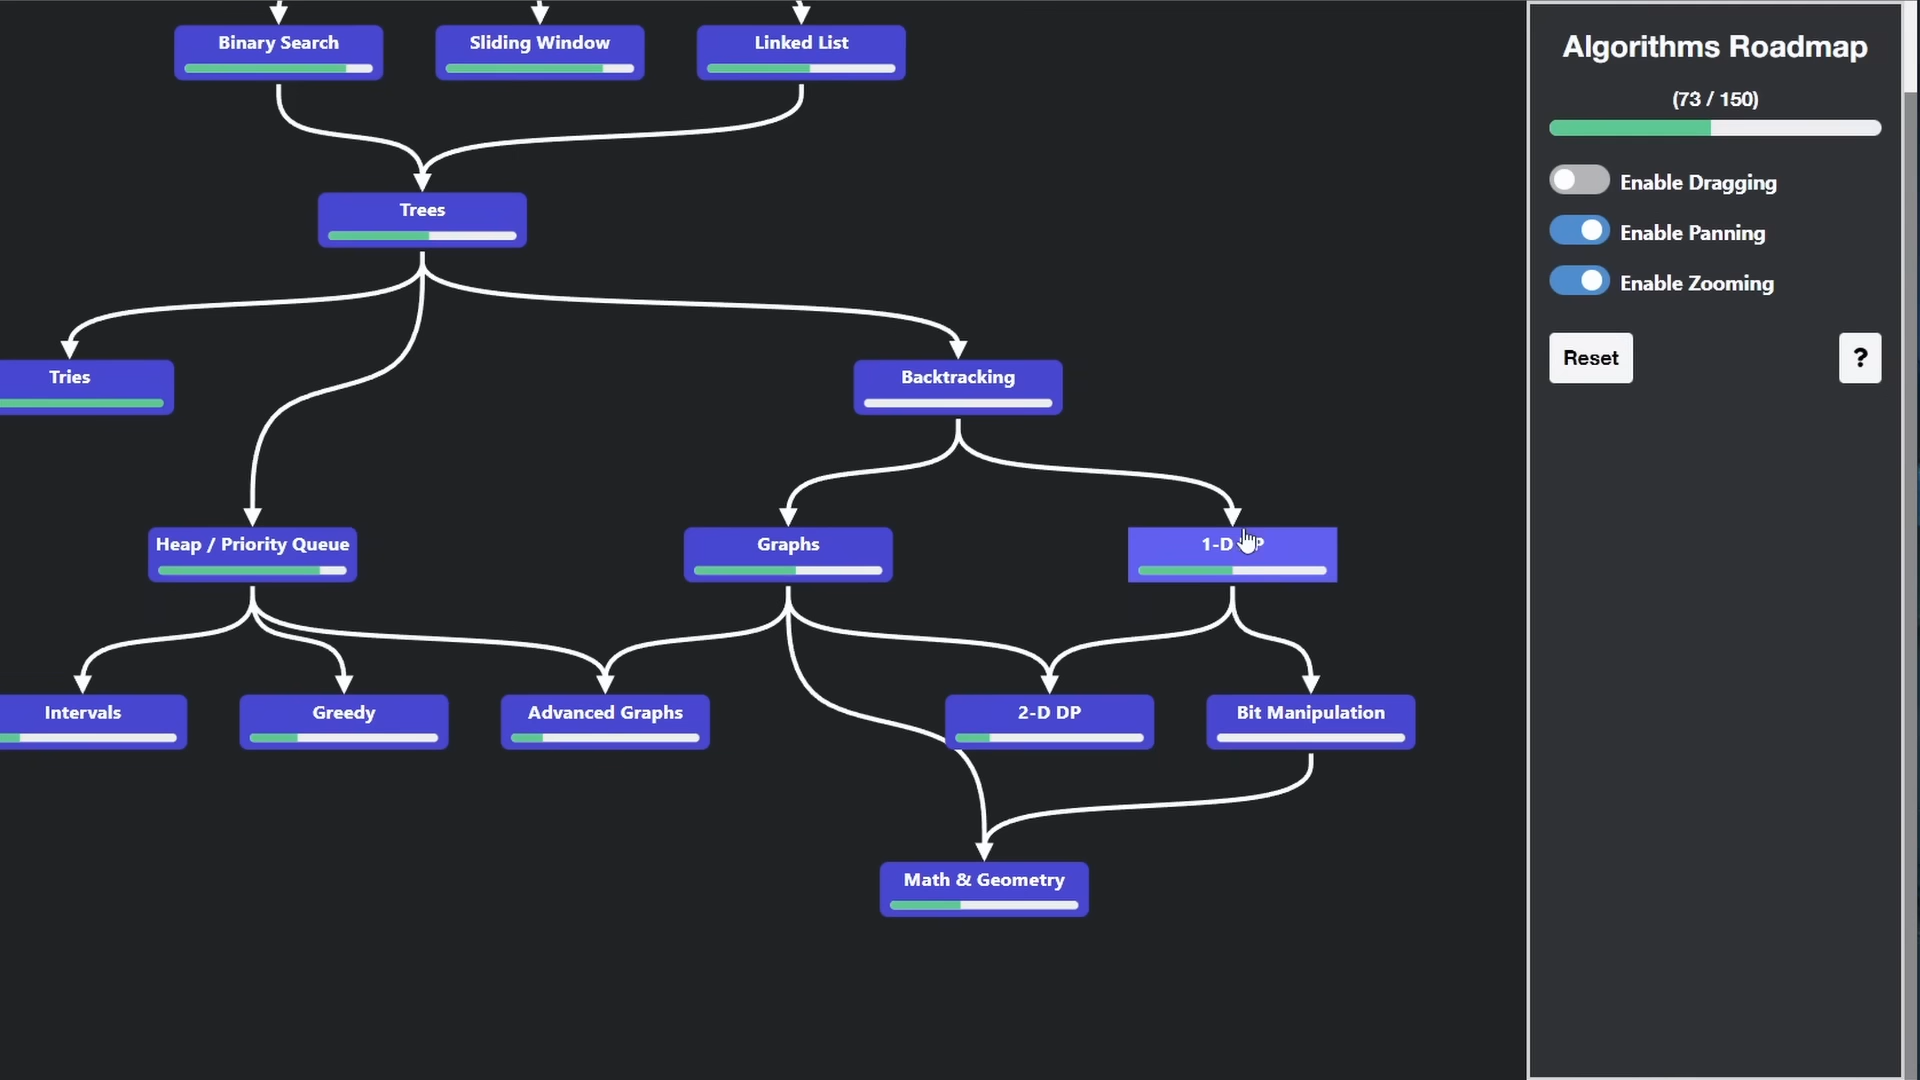 Binary Search
Sliding Window
Linked List
Trees
Tries
Backtracking
Heap / Priority Queue
Graphs
1-D P
Intervals
Greedy
Advanced Graphs
2-D DP
Bit Manipulation
Math & Geometry
Algorithms Roadmap
(73 / 150)
Enable Dragging
Enable Panning
Enable Zooming
Reset
?